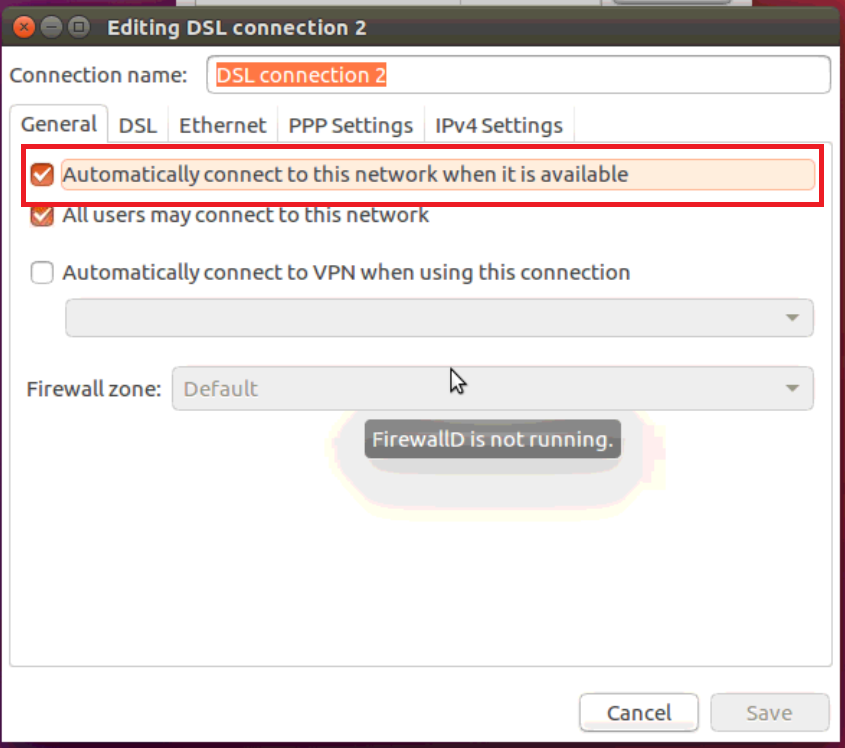 Editing DSL connection 2
Connection name: DSL connection 2
General DSL Ethernet PPP Settings IPv4 Settings
Automatically connect to this network when it is available
All users may connect to this network
Automatically connect to VPN when using this connection
Firewall zone: Default
FirewallD is not running.
Cancel Save